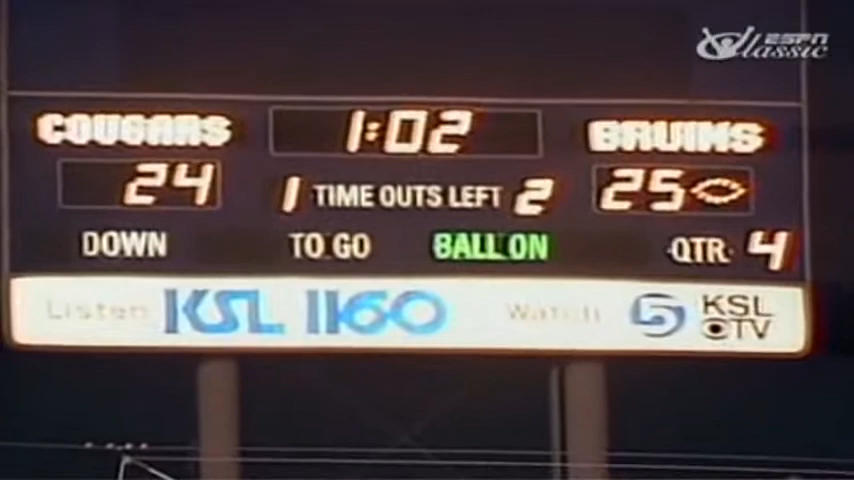 ESPN
Classic
COUGARS 1:02 BRUINS
24 1 TIME OUTS LEFT 2 25
DOWN TO GO BALL ON QTR 4
Listen KSL 1160 Watch 5 KSL
TV